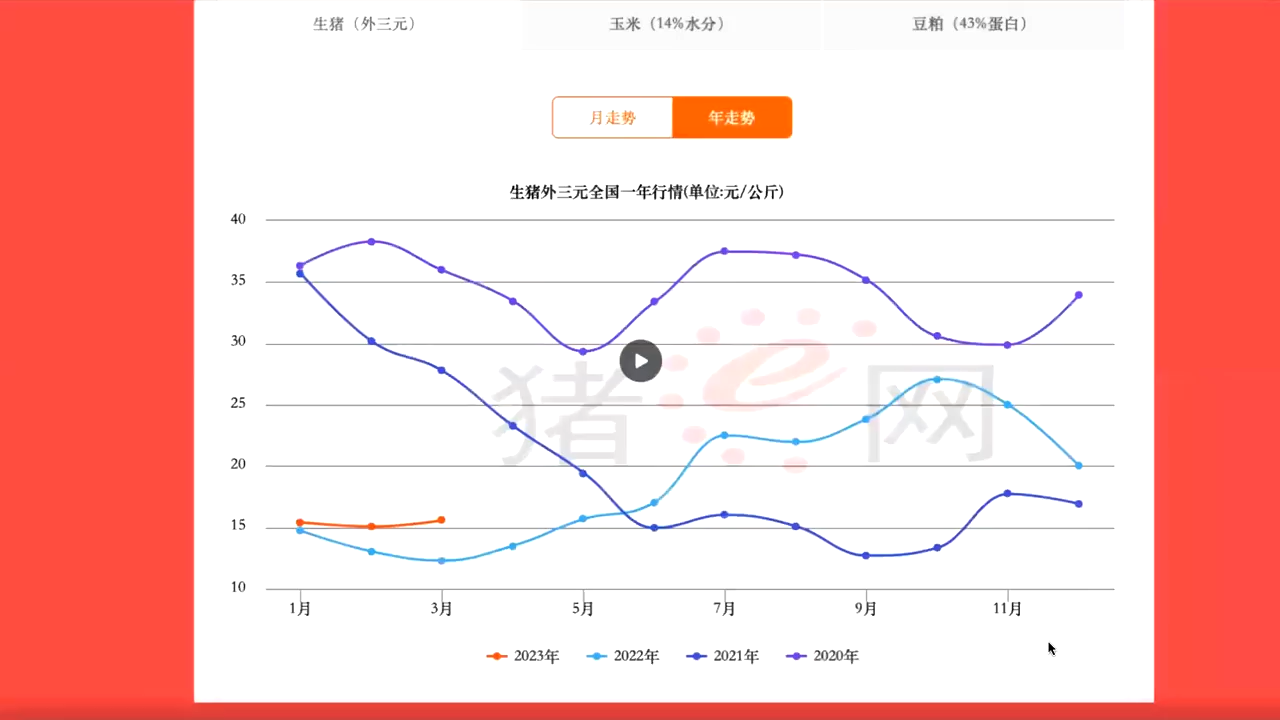 生猪（外三元）
玉米（14%水分）
豆粕（43%蛋白）
月走势
年走势
生猪外三元全国一年行情(单位:元/公斤)
40
35
30
25
20
15
10
猪e网
1月
3月
5月
7月
9月
11月
2023年
2022年
2021年
2020年